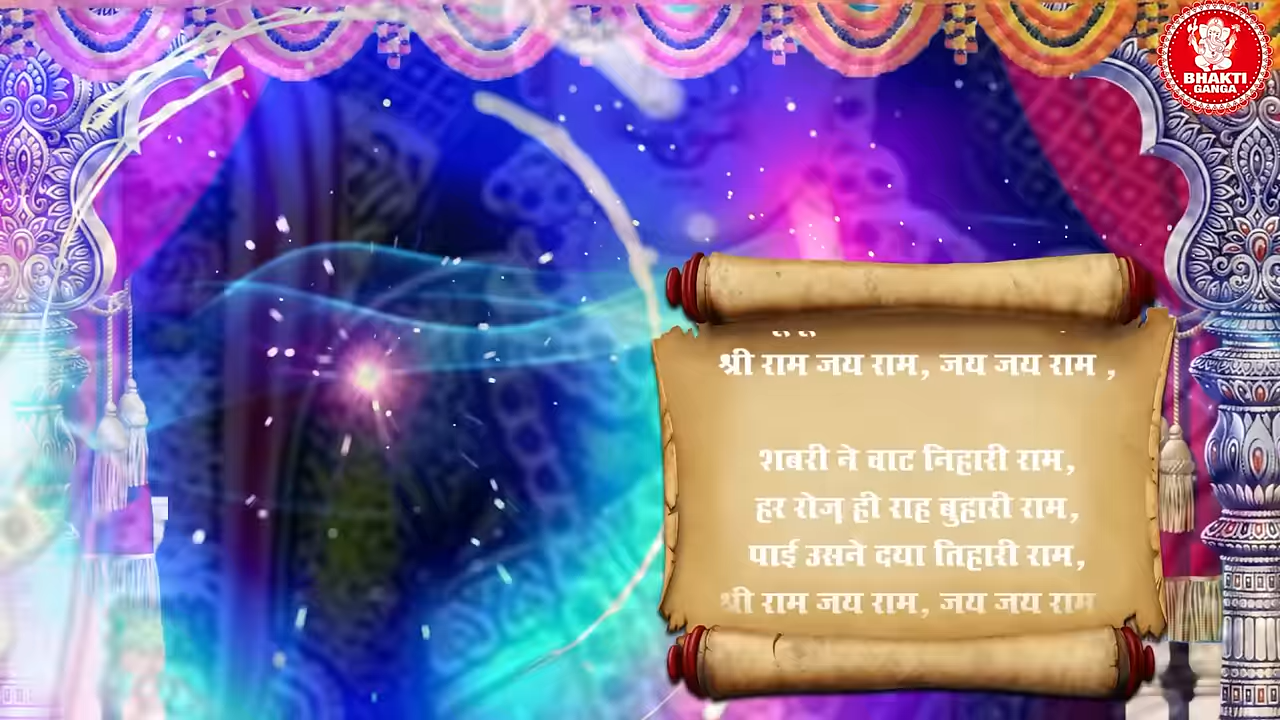 BHAKTI
GANGA
श्री राम जय राम, जय जय राम ,
शबरी ने वाट निहारी राम,
हर रोज़ ही राह बुहारी राम,
पाई उसने दया तिहारी राम,
श्री राम जय राम, जय जय राम